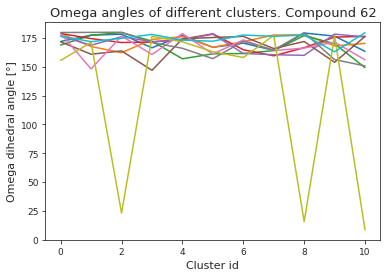 Omega angles of different clusters. Compound 62
Omega dihedral angle [°]
175
150
125
100
75
50
25
0
0 2 4 6 8 10
Cluster id